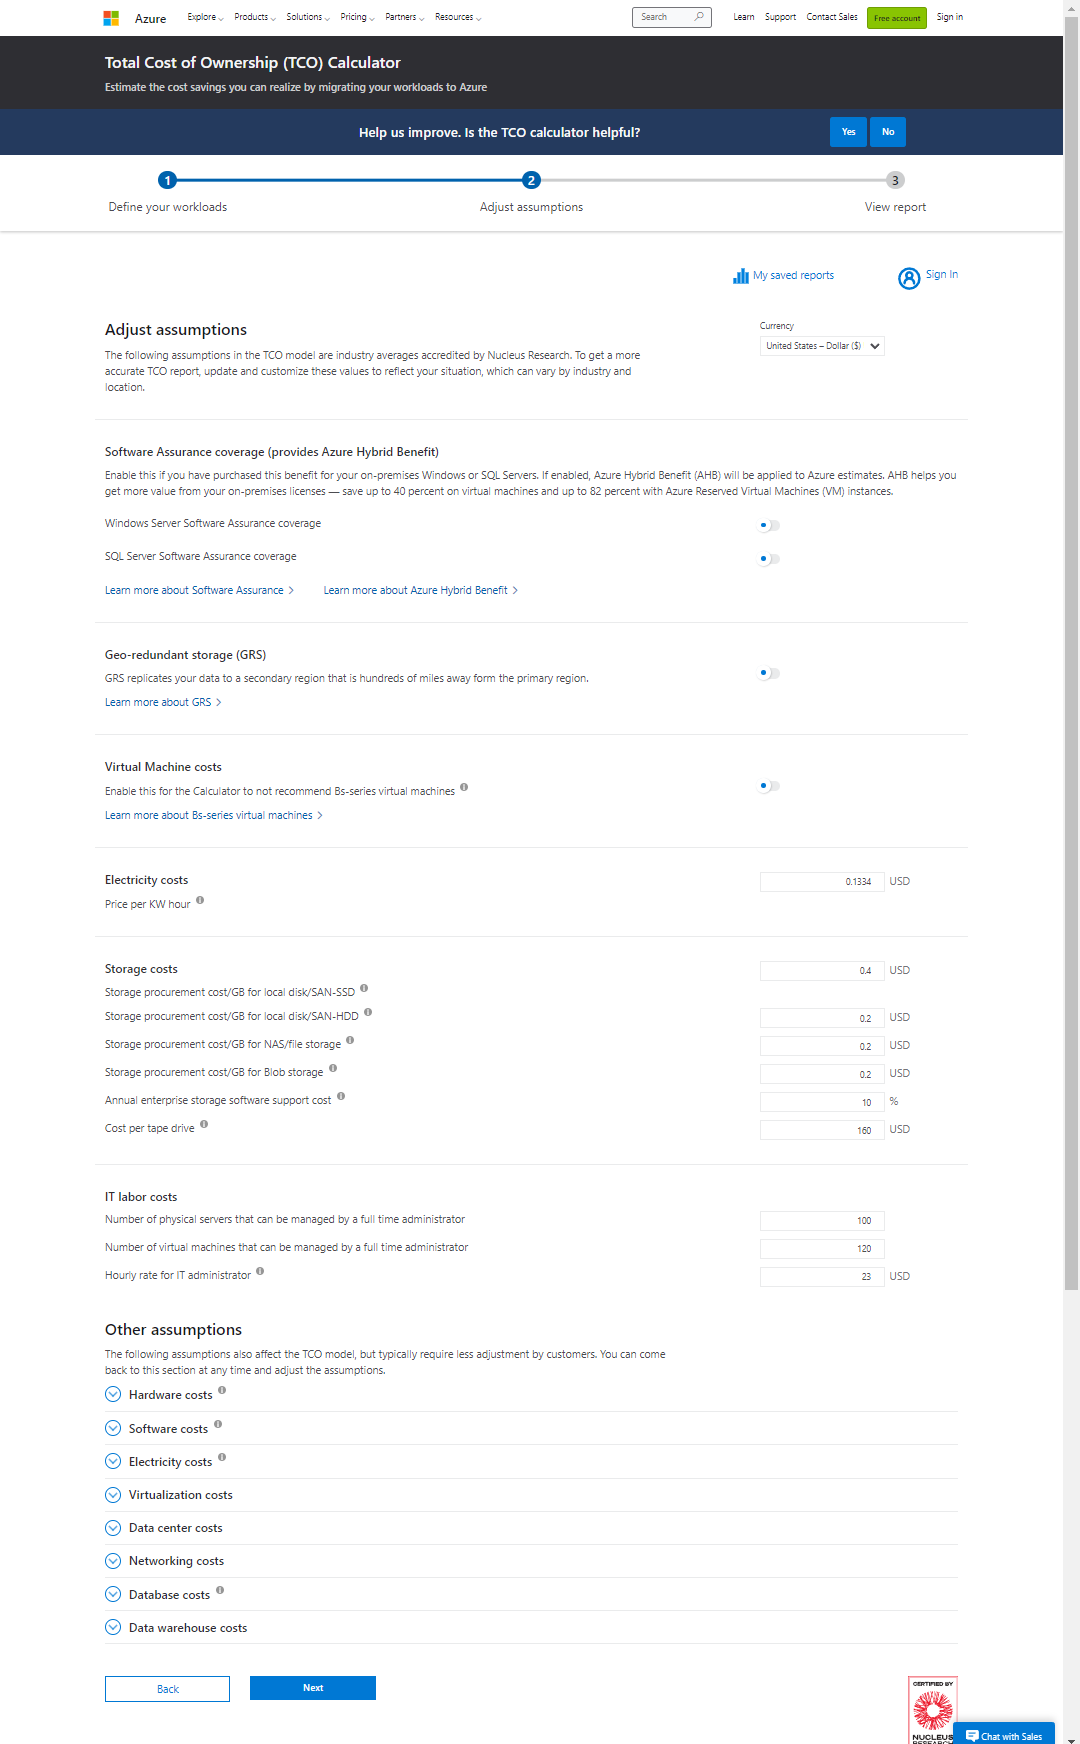 Azure Explore Products Solutions Pricing Partners Resources Search Learn Support Contact Sales Free account Sign in
Total Cost of Ownership (TCO) Calculator
Estimate the cost savings you can realize by migrating your workloads to Azure
Help us improve. Is the TCO calculator helpful? Yes No
1 2 3
Define your workloads Adjust assumptions View report
My saved reports Sign In
Adjust assumptions
Currency
United States – Dollar ($)
The following assumptions in the TCO model are industry averages accredited by Nucleus Research. To get a more
accurate TCO report, update and customize these values to reflect your situation, which can vary by industry and
location.
Software Assurance coverage (provides Azure Hybrid Benefit)
Enable this if you have purchased this benefit for your on-premises Windows or SQL Servers. If enabled, Azure Hybrid Benefit (AHB) will be applied to Azure estimates. AHB helps you
get more value from your on-premises licenses — save up to 40 percent on virtual machines and up to 82 percent with Azure Reserved Virtual Machines (VM) instances.
Windows Server Software Assurance coverage
SQL Server Software Assurance coverage
Learn more about Software Assurance Learn more about Azure Hybrid Benefit
Geo-redundant storage (GRS)
GRS replicates your data to a secondary region that is hundreds of miles away form the primary region.
Learn more about GRS
Virtual Machine costs
Enable this for the Calculator to not recommend Bs-series virtual machines
Learn more about Bs-series virtual machines
Electricity costs 0.1334 USD
Price per KW hour
Storage costs 0.4 USD
Storage procurement cost/GB for local disk/SAN-SSD
Storage procurement cost/GB for local disk/SAN-HDD 0.2 USD
Storage procurement cost/GB for NAS/file storage 0.2 USD
Storage procurement cost/GB for Blob storage 0.2 USD
Annual enterprise storage software support cost 10 %
Cost per tape drive 160 USD
IT labor costs
Number of physical servers that can be managed by a full time administrator 100
Number of virtual machines that can be managed by a full time administrator 120
Hourly rate for IT administrator 23 USD
Other assumptions
The following assumptions also affect the TCO model, but typically require less adjustment by customers. You can come
back to this section at any time and adjust the assumptions.
Hardware costs
Software costs
Electricity costs
Virtualization costs
Data center costs
Networking costs
Database costs
Data warehouse costs
Back Next
CERTIFIED BY
NUCLEUS
RESEARCH
Chat with Sales